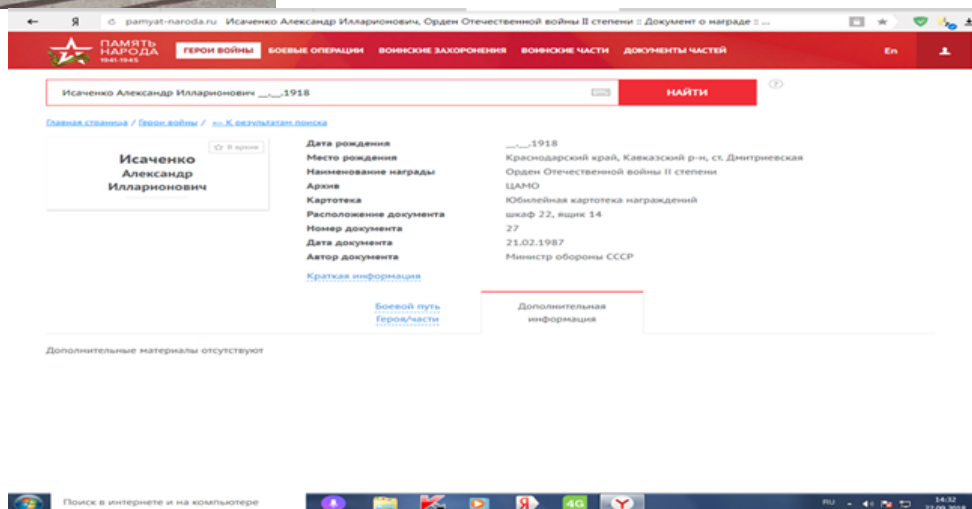 Я
pamyat-naroda.ru Исаченко Александр Илларионович, Орден Отечественной войны II степени :: Документ о награде :: ...
ПАМЯТЬ
НАРОДА
1941-1945
ГЕРОИ ВОЙНЫ БОЕВЫЕ ОПЕРАЦИИ ВОИНСКИЕ ЗАХОРОНЕНИЯ ВОИНСКИЕ ЧАСТИ ДОКУМЕНТЫ ЧАСТЕЙ En
Исаченко Александр Илларионович __.__.1918 НАЙТИ
Главная страница / Герои войны / <— К результатам поиска
В архив
Исаченко
Александр
Илларионович
Дата рождения __.__.1918
Место рождения Краснодарский край, Кавказский р-н, ст. Дмитриевская
Наименование награды Орден Отечественной войны II степени
Архив ЦАМО
Картотека Юбилейная картотека награждений
Расположение документа шкаф 22, ящик 14
Номер документа 27
Дата документа 21.02.1987
Автор документа Министр обороны СССР
Краткая информация
Боевой путь
Героя/части
Дополнительная
информация
Дополнительные материалы отсутствуют
Поиск в интернете и на компьютере
Я 4G Y RU 14:32
22.09.2018